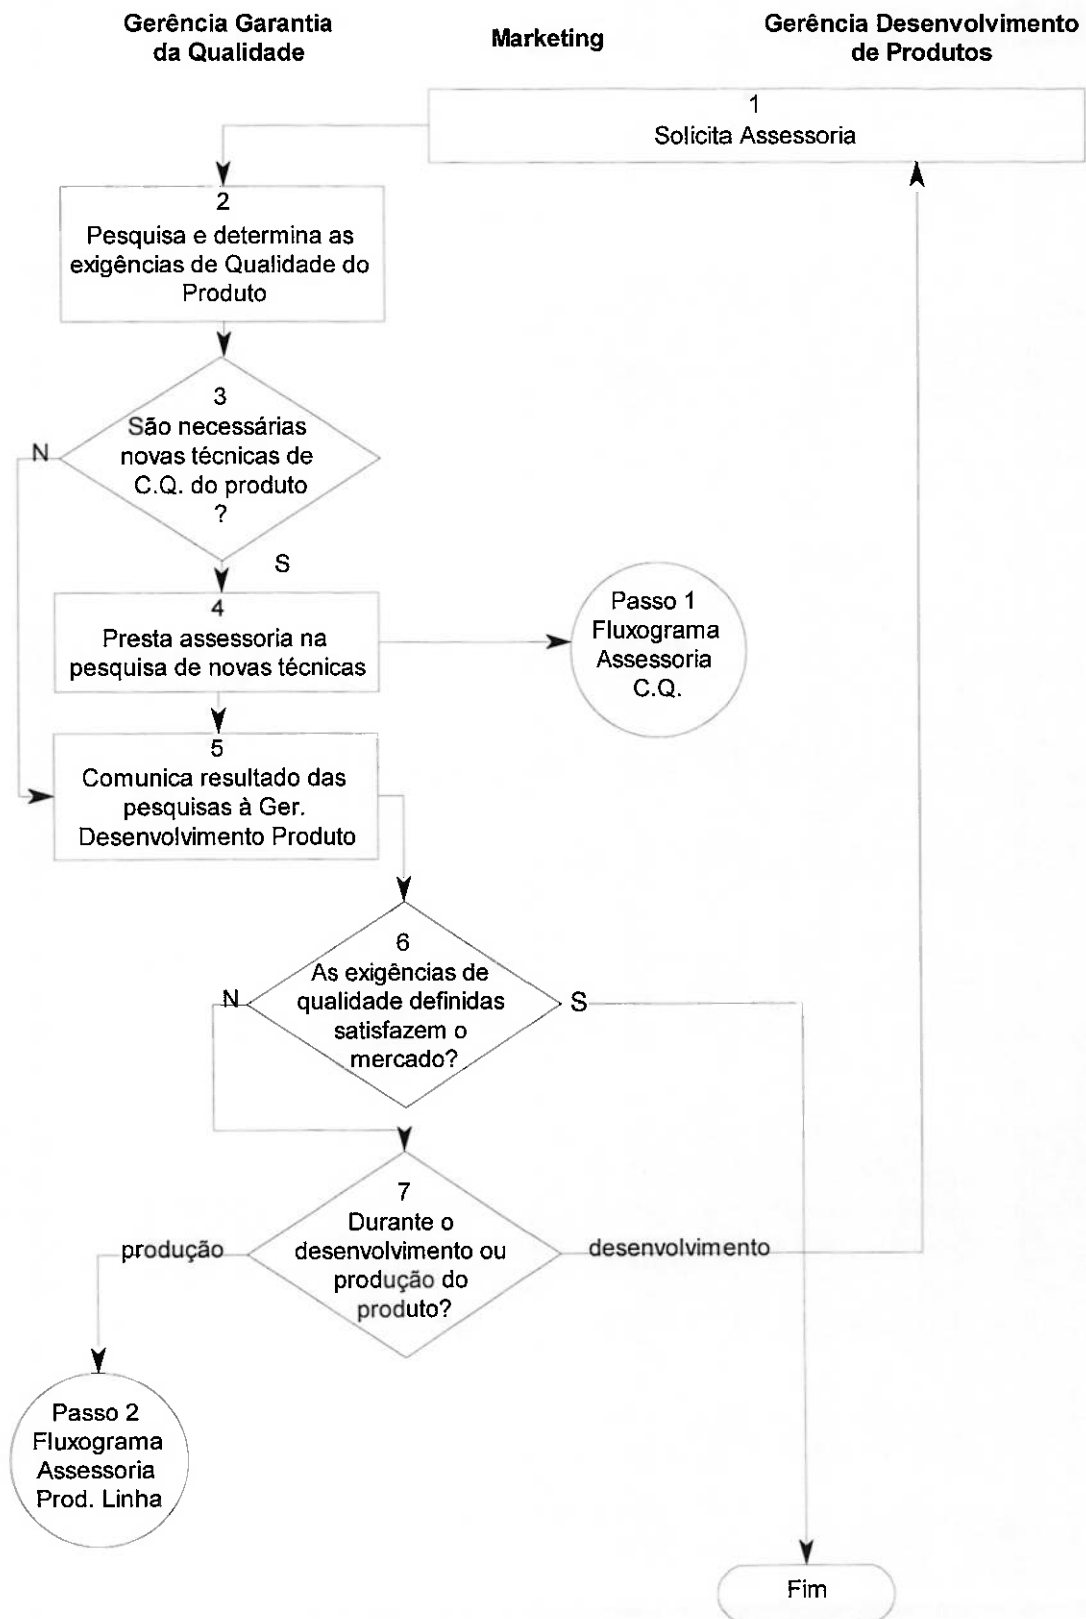 Gerência Garantia
da Qualidade
Marketing
Gerência Desenvolvimento
de Produtos
1
Solicita Assessoria
2
Pesquisa e determina as
exigências de Qualidade do
Produto
3
São necessárias
novas técnicas de
C.Q. do produto
?
N
S
4
Presta assessoria na
pesquisa de novas técnicas
Passo 1
Fluxograma
Assessoria
C.Q.
5
Comunica resultado das
pesquisas à Ger.
Desenvolvimento Produto
6
As exigências de
qualidade definidas
satisfazem o
mercado?
N
S
7
Durante o
desenvolvimento ou
produção do
produto?
produção
desenvolvimento
Passo 2
Fluxograma
Assessoria
Prod. Linha
Fim